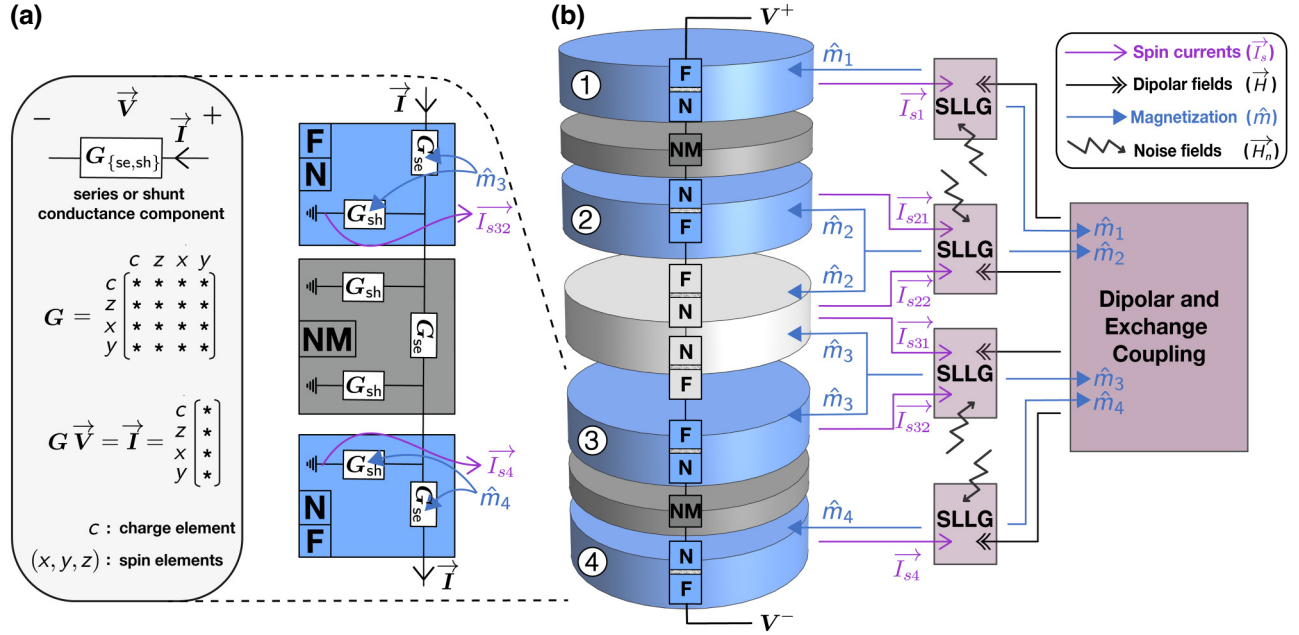 (a)
V
− +
I
G{se,sh}
series or shunt
conductance component
c z x y
c * * * *
z * * * *
x * * * *
y * * * *
G =
G V = I =
c *
z *
x *
y *
c : charge element
(x, y, z) : spin elements
I
F
N
Gse
m̂3
Gsh
Is32
Gsh
NM
Gse
Gsh
Gsh
Is4
m̂4
N
F
Gse
I
(b)
V+
1
F
N
m̂1
Is1
SLLG
NM
2
N
F
Is21
m̂2
SLLG
F
N
m̂2
Is22
Is31
N
F
m̂3
SLLG
3
F
N
m̂3
Is32
NM
4
N
F
m̂4
Is4
SLLG
V−
Spin currents (Is)
Dipolar fields (H)
Magnetization (m̂)
Noise fields (Hn)
m̂1
m̂2
Dipolar and
Exchange
Coupling
m̂3
m̂4